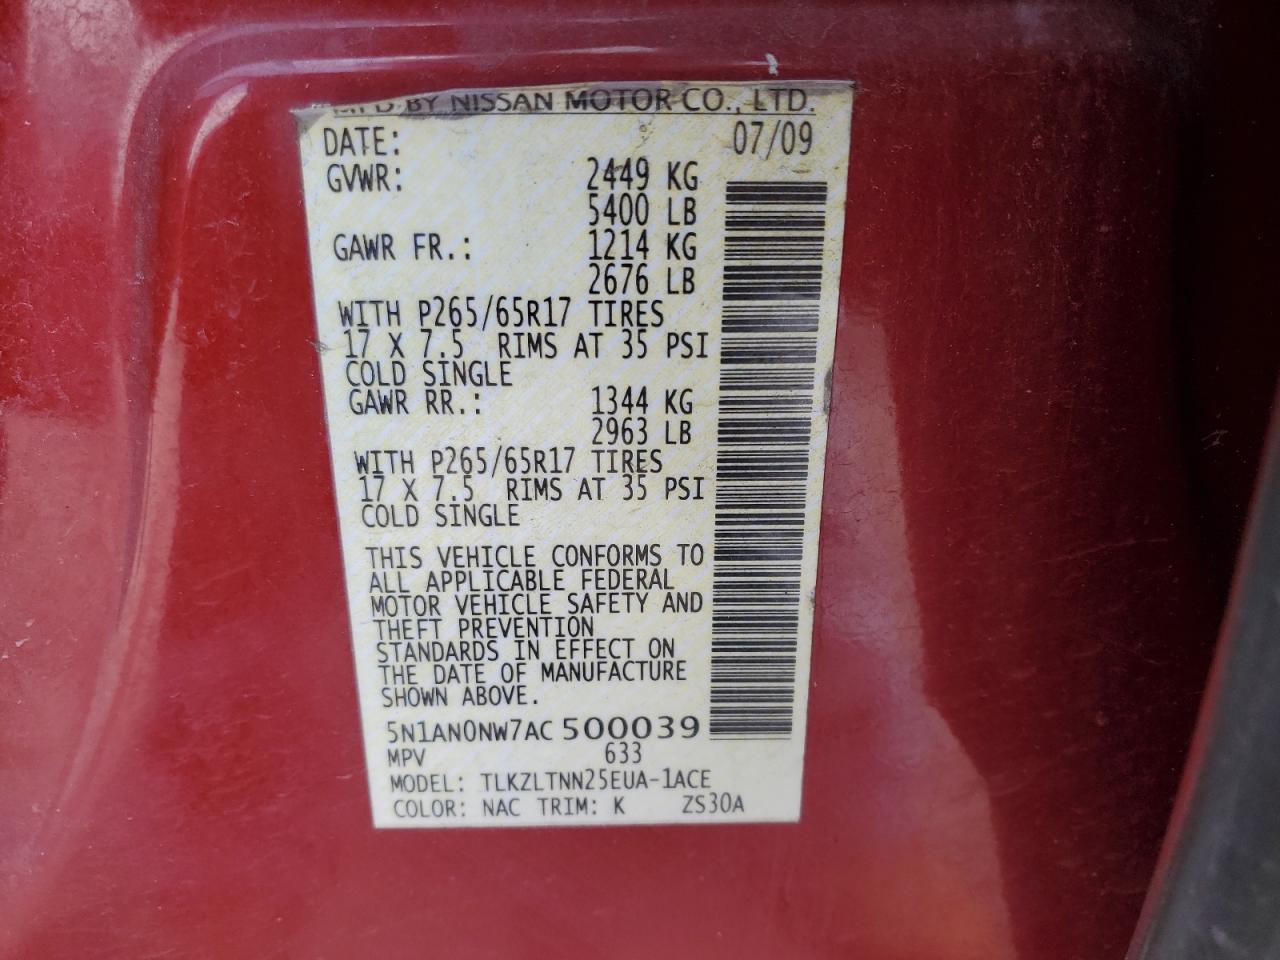 MFD BY NISSAN MOTOR CO., LTD.
DATE: 07/09
GVWR: 2449 KG
5400 LB
GAWR FR.: 1214 KG
2676 LB
WITH P265/65R17 TIRES
17 X 7.5 RIMS AT 35 PSI
COLD SINGLE
GAWR RR.: 1344 KG
2963 LB
WITH P265/65R17 TIRES
17 X 7.5 RIMS AT 35 PSI
COLD SINGLE
THIS VEHICLE CONFORMS TO
ALL APPLICABLE FEDERAL
MOTOR VEHICLE SAFETY AND
THEFT PREVENTION
STANDARDS IN EFFECT ON
THE DATE OF MANUFACTURE
SHOWN ABOVE.
5N1AN0NW7AC 500039
MPV 633
MODEL: TLKZLTNN25EUA-1ACE
COLOR: NAC TRIM: K ZS30A